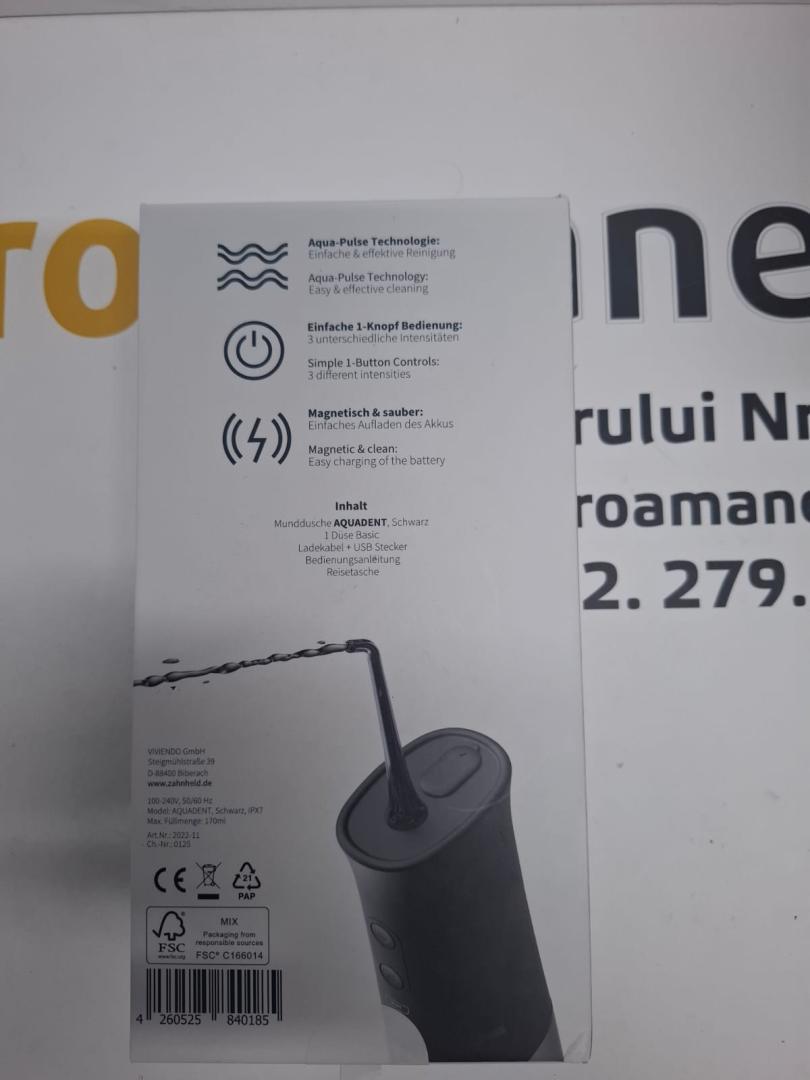 ro
ne
rului Nr
roamane
2. 279.
Aqua-Pulse Technologie:
Einfache & effektive Reinigung
Aqua-Pulse Technology:
Easy & effective cleaning
Einfache 1-Knopf Bedienung:
3 unterschiedliche Intensitäten
Simple 1-Button Controls:
3 different intensities
Magnetisch & sauber:
Einfaches Aufladen des Akkus
Magnetic & clean:
Easy charging of the battery
Inhalt
Munddusche AQUADENT, Schwarz
1 Düse Basic
Ladekabel + USB Stecker
Bedienungsanleitung
Reisetasche
VIVIENDO GmbH
Steigmühlstraße 39
D-88400 Biberach
www.zahnheld.de
100-240V, 50/60 Hz
Model: AQUADENT, Schwarz, IPX7
Max. Füllmenge: 170ml
Art.Nr.: 2022-11
Ch.-Nr.: 0125
CE
21
PAP
FSC
www.fsc.org
MIX
Packaging from
responsible sources
FSC® C166014
4 260525 840185